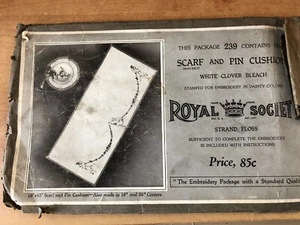 THIS PACKAGE 239 CONTAINS O
SCARF AND PIN CUSHION
WHITE CLOVER BLEACH
STAMPED FOR EMBROIDERY IN DAINTY COLORS
ROYAL SOCIETY
STRAND FLOSS
SUFFICIENT TO COMPLETE THE EMBROIDERY
IS INCLUDED WITH INSTRUCTIONS
Price, 85c
"The Embroidery Package with a Standard Quali
Scarf and Pin Cushion—Also made in 18" and 36" Centers.